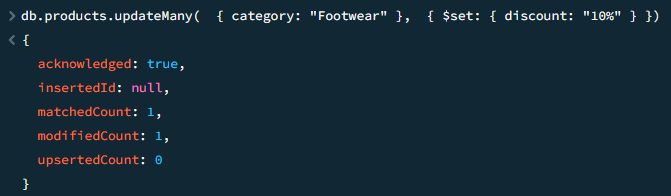 > db.products.updateMany(  { category: "Footwear" },  { $set: { discount: "10%" } })
< {
    acknowledged: true,
    insertedId: null,
    matchedCount: 1,
    modifiedCount: 1,
    upsertedCount: 0
  }